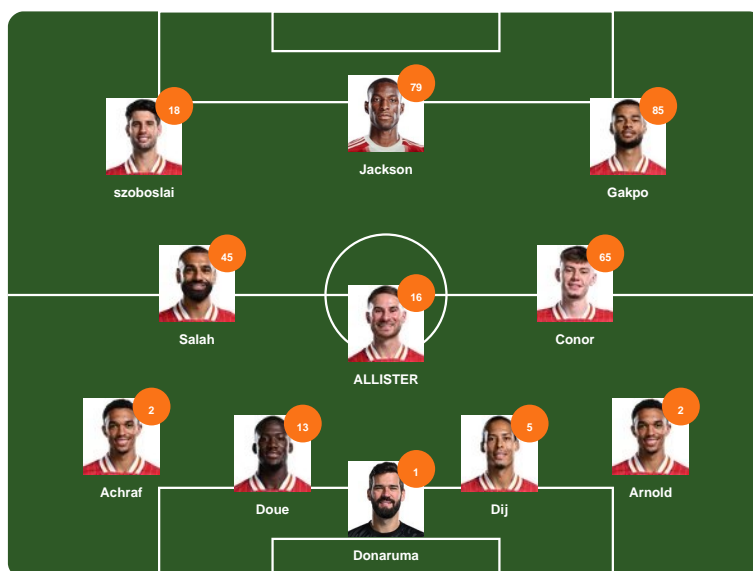 79
18
85
Jackson
szoboslai
Gakpo
45
65
16
Salah
Conor
ALLISTER
2
2
13
5
1
Achraf
Arnold
Doue
Dij
Donaruma